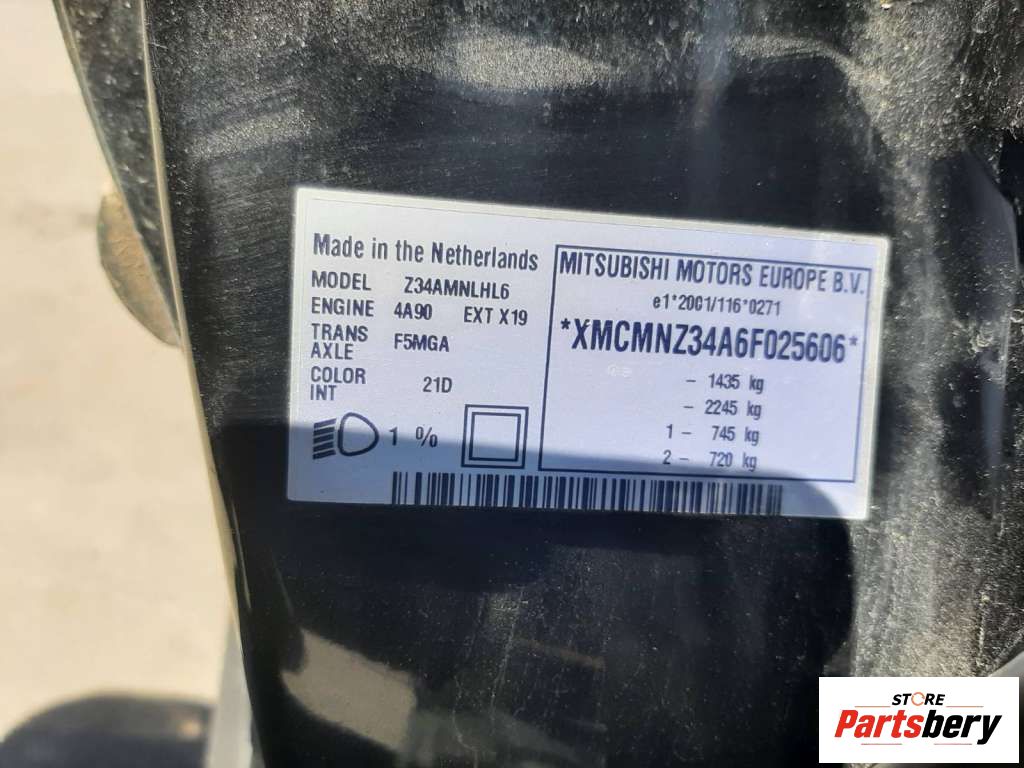 Made in the Netherlands
MODEL Z34AMNLHL6
ENGINE 4A90 EXT X19
TRANS
AXLE F5MGA
COLOR
INT 21D
1 %
MITSUBISHI MOTORS EUROPE B.V.
e1*2001/116*0271
*XMCMNZ34A6F025606*
- 1435 kg
- 2245 kg
1 - 745 kg
2 - 720 kg
STORE
Partsbery